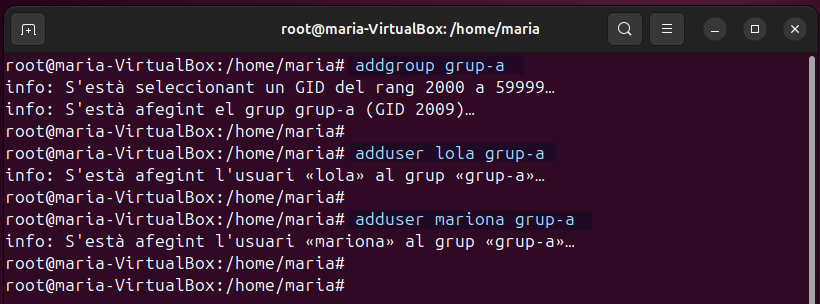 root@maria-VirtualBox: /home/maria
root@maria-VirtualBox:/home/maria# addgroup grup-a
info: S'està seleccionant un GID del rang 2000 a 59999…
info: S'està afegint el grup grup-a (GID 2009)…
root@maria-VirtualBox:/home/maria#
root@maria-VirtualBox:/home/maria# adduser lola grup-a
info: S'està afegint l'usuari «lola» al grup «grup-a»…
root@maria-VirtualBox:/home/maria#
root@maria-VirtualBox:/home/maria# adduser mariona grup-a
info: S'està afegint l'usuari «mariona» al grup «grup-a»…
root@maria-VirtualBox:/home/maria#
root@maria-VirtualBox:/home/maria#